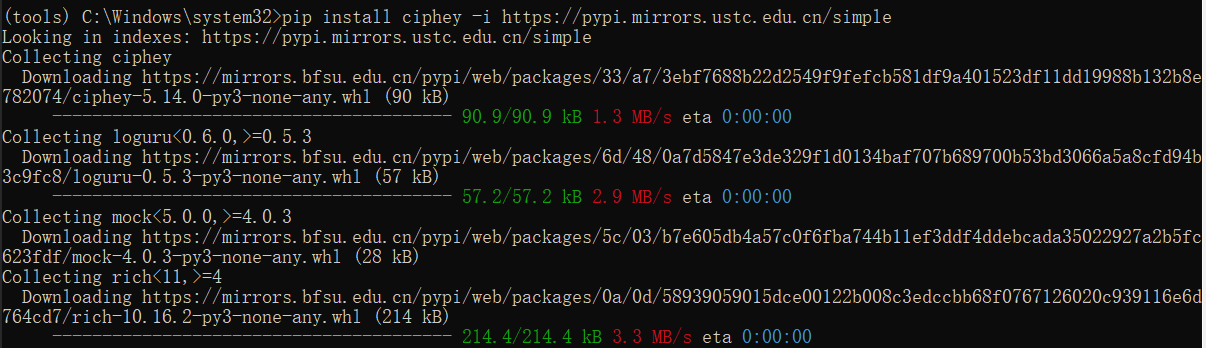 (tools) C:\Windows\system32>pip install ciphey -i https://pypi.mirrors.ustc.edu.cn/simple
Looking in indexes: https://pypi.mirrors.ustc.edu.cn/simple
Collecting ciphey
  Downloading https://mirrors.bfsu.edu.cn/pypi/web/packages/33/a7/3ebf7688b22d2549f9fefcb581df9a401523df11dd19988b132b8e
782074/ciphey-5.14.0-py3-none-any.whl (90 kB)
     ---------------------------------------- 90.9/90.9 kB 1.3 MB/s eta 0:00:00
Collecting loguru<0.6.0,>=0.5.3
  Downloading https://mirrors.bfsu.edu.cn/pypi/web/packages/6d/48/0a7d5847e3de329f1d0134baf707b689700b53bd3066a5a8cfd94b
3c9fc8/loguru-0.5.3-py3-none-any.whl (57 kB)
     ---------------------------------------- 57.2/57.2 kB 2.9 MB/s eta 0:00:00
Collecting mock<5.0.0,>=4.0.3
  Downloading https://mirrors.bfsu.edu.cn/pypi/web/packages/5c/03/b7e605db4a57c0f6fba744b11ef3ddf4ddebcada35022927a2b5fc
623fdf/mock-4.0.3-py3-none-any.whl (28 kB)
Collecting rich<11,>=4
  Downloading https://mirrors.bfsu.edu.cn/pypi/web/packages/0a/0d/58939059015dce00122b008c3edccbb68f0767126020c939116e6d
764cd7/rich-10.16.2-py3-none-any.whl (214 kB)
     ---------------------------------------- 214.4/214.4 kB 3.3 MB/s eta 0:00:00